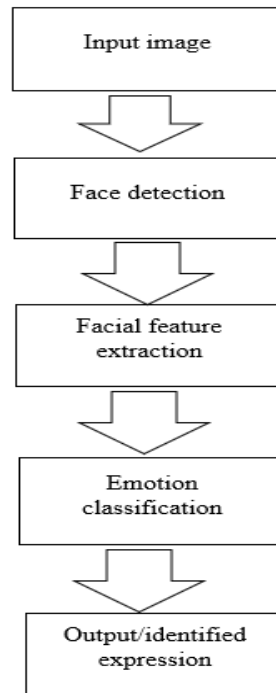 Input image
Face detection
Facial feature
extraction
Emotion
classification
Output/identified
expression